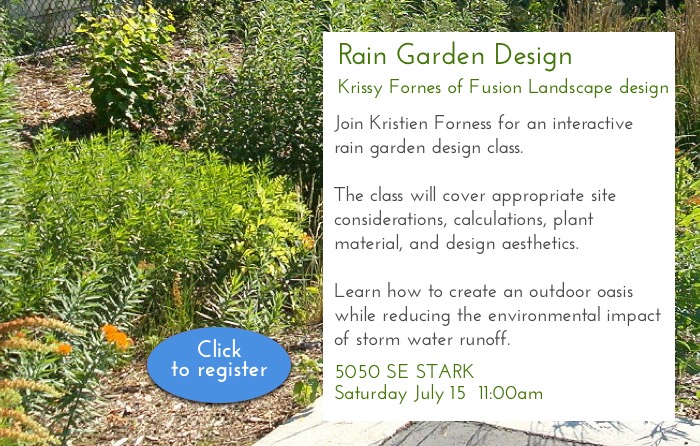 Rain Garden Design
Krissy Fornes of Fusion Landscape design
Join Kristien Forness for an interactive
rain garden design class.
The class will cover appropriate site
considerations, calculations, plant
material, and design aesthetics.
Learn how to create an outdoor oasis
while reducing the environmental impact
of storm water runoff.
5050 SE STARK
Saturday July 15 11:00am
Click
to register